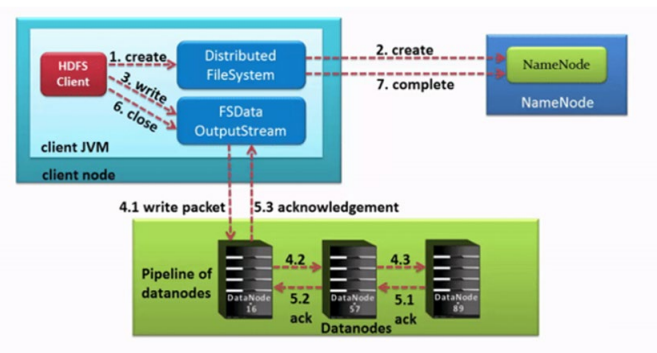 HDFS
Client
1. create
Distributed
FileSystem
2. create
NameNode
3. write
7. complete
NameNode
6. close
FSData
OutputStream
client JVM
client node
4.1 write packet
5.3 acknowledgement
Pipeline of
datanodes
4.2
4.3
DataNode
16
5.2
ack
DataNode
57
5.1
ack
DataNode
89
Datanodes